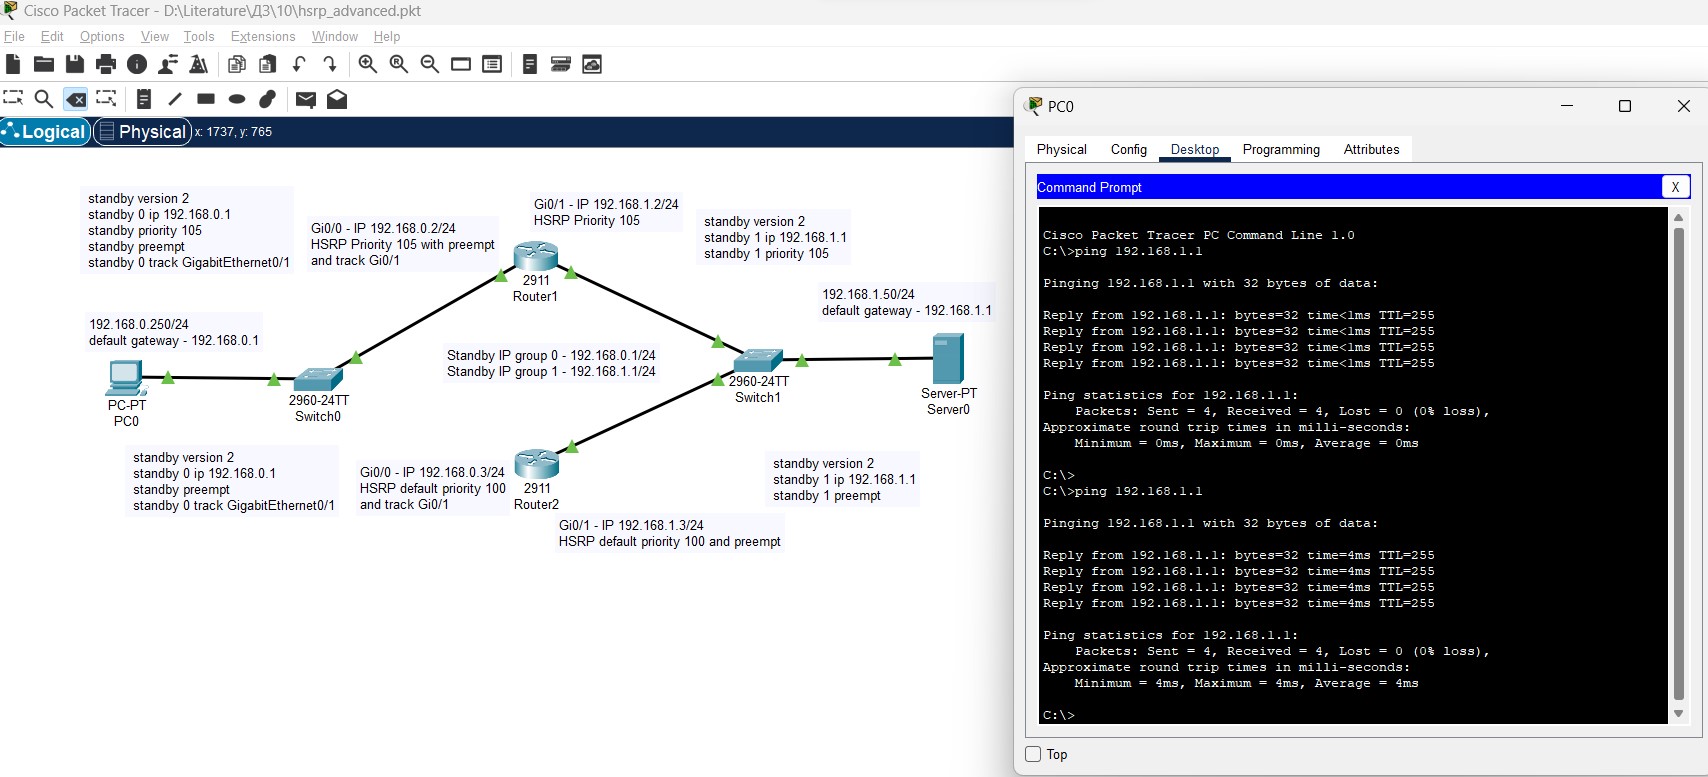 Cisco Packet Tracer - D:\Literature\ДЗ\10\hsrp_advanced.pkt
File Edit Options View Tools Extensions Window Help
Logical Physical x: 1737, y: 765
standby version 2
standby 0 ip 192.168.0.1
standby priority 105
standby preempt
standby 0 track GigabitEthernet0/1
Gi0/0 - IP 192.168.0.2/24
HSRP Priority 105 with preempt
and track Gi0/1
Gi0/1 - IP 192.168.1.2/24
HSRP Priority 105
standby version 2
standby 1 ip 192.168.1.1
standby 1 priority 105
2911
Router1
192.168.1.50/24
default gateway - 192.168.1.1
192.168.0.250/24
default gateway - 192.168.0.1
Standby IP group 0 - 192.168.0.1/24
Standby IP group 1 - 192.168.1.1/24
PC-PT
PC0
2960-24TT
Switch0
2960-24TT
Switch1
Server-PT
Server0
standby version 2
standby 0 ip 192.168.0.1
standby preempt
standby 0 track GigabitEthernet0/1
Gi0/0 - IP 192.168.0.3/24
HSRP default priority 100
and track Gi0/1
2911
Router2
standby version 2
standby 1 ip 192.168.1.1
standby 1 preempt
Gi0/1 - IP 192.168.1.3/24
HSRP default priority 100 and preempt
PC0
Physical Config Desktop Programming Attributes
Command Prompt
X
Cisco Packet Tracer PC Command Line 1.0
C:\>ping 192.168.1.1
Pinging 192.168.1.1 with 32 bytes of data:
Reply from 192.168.1.1: bytes=32 time<1ms TTL=255
Reply from 192.168.1.1: bytes=32 time<1ms TTL=255
Reply from 192.168.1.1: bytes=32 time<1ms TTL=255
Reply from 192.168.1.1: bytes=32 time<1ms TTL=255
Ping statistics for 192.168.1.1:
Packets: Sent = 4, Received = 4, Lost = 0 (0% loss),
Approximate round trip times in milli-seconds:
Minimum = 0ms, Maximum = 0ms, Average = 0ms
C:\>
C:\>ping 192.168.1.1
Pinging 192.168.1.1 with 32 bytes of data:
Reply from 192.168.1.1: bytes=32 time=4ms TTL=255
Reply from 192.168.1.1: bytes=32 time=4ms TTL=255
Reply from 192.168.1.1: bytes=32 time=4ms TTL=255
Reply from 192.168.1.1: bytes=32 time=4ms TTL=255
Ping statistics for 192.168.1.1:
Packets: Sent = 4, Received = 4, Lost = 0 (0% loss),
Approximate round trip times in milli-seconds:
Minimum = 4ms, Maximum = 4ms, Average = 4ms
C:\>
Top